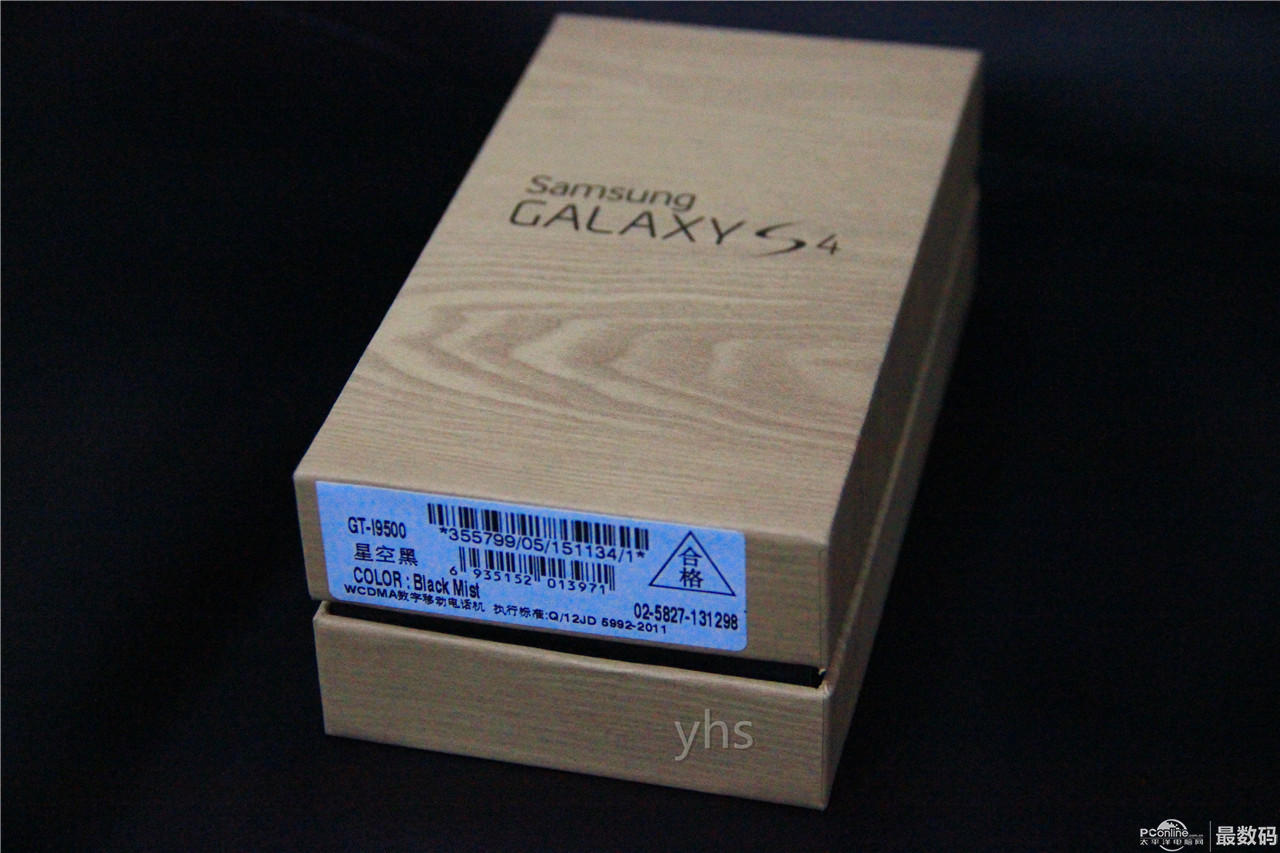 Samsung
GALAXY S4
GT-I9500
*355799/05/151134/1*
星空黑
6 935152 013971
合格
COLOR : Black Mist
02-5827-131298
WCDMA数字移动电话机 执行标准:Q/12JD 5992-2011
yhs
PConline.com.cn
太平洋电脑网
最数码